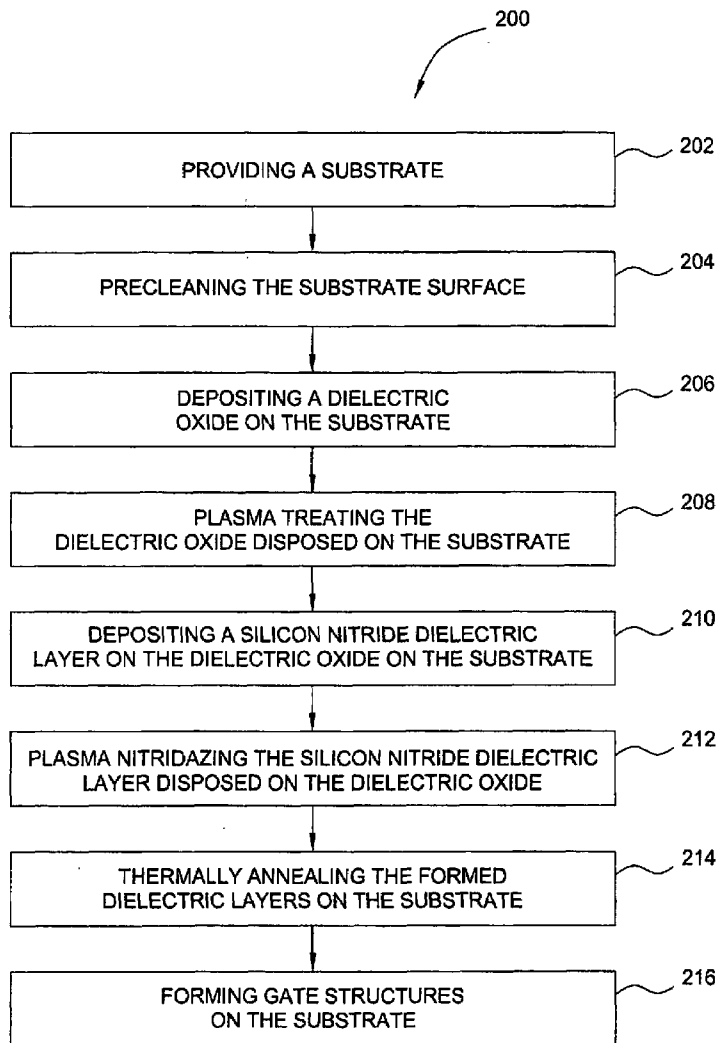 200
PROVIDING A SUBSTRATE
202
PRECLEANING THE SUBSTRATE SURFACE
204
DEPOSITING A DIELECTRIC
OXIDE ON THE SUBSTRATE
206
PLASMA TREATING THE
DIELECTRIC OXIDE DISPOSED ON THE SUBSTRATE
208
DEPOSITING A SILICON NITRIDE DIELECTRIC
LAYER ON THE DIELECTRIC OXIDE ON THE SUBSTRATE
210
PLASMA NITRIDAZING THE SILICON NITRIDE DIELECTRIC
LAYER DISPOSED ON THE DIELECTRIC OXIDE
212
THERMALLY ANNEALING THE FORMED
DIELECTRIC LAYERS ON THE SUBSTRATE
214
FORMING GATE STRUCTURES
ON THE SUBSTRATE
216